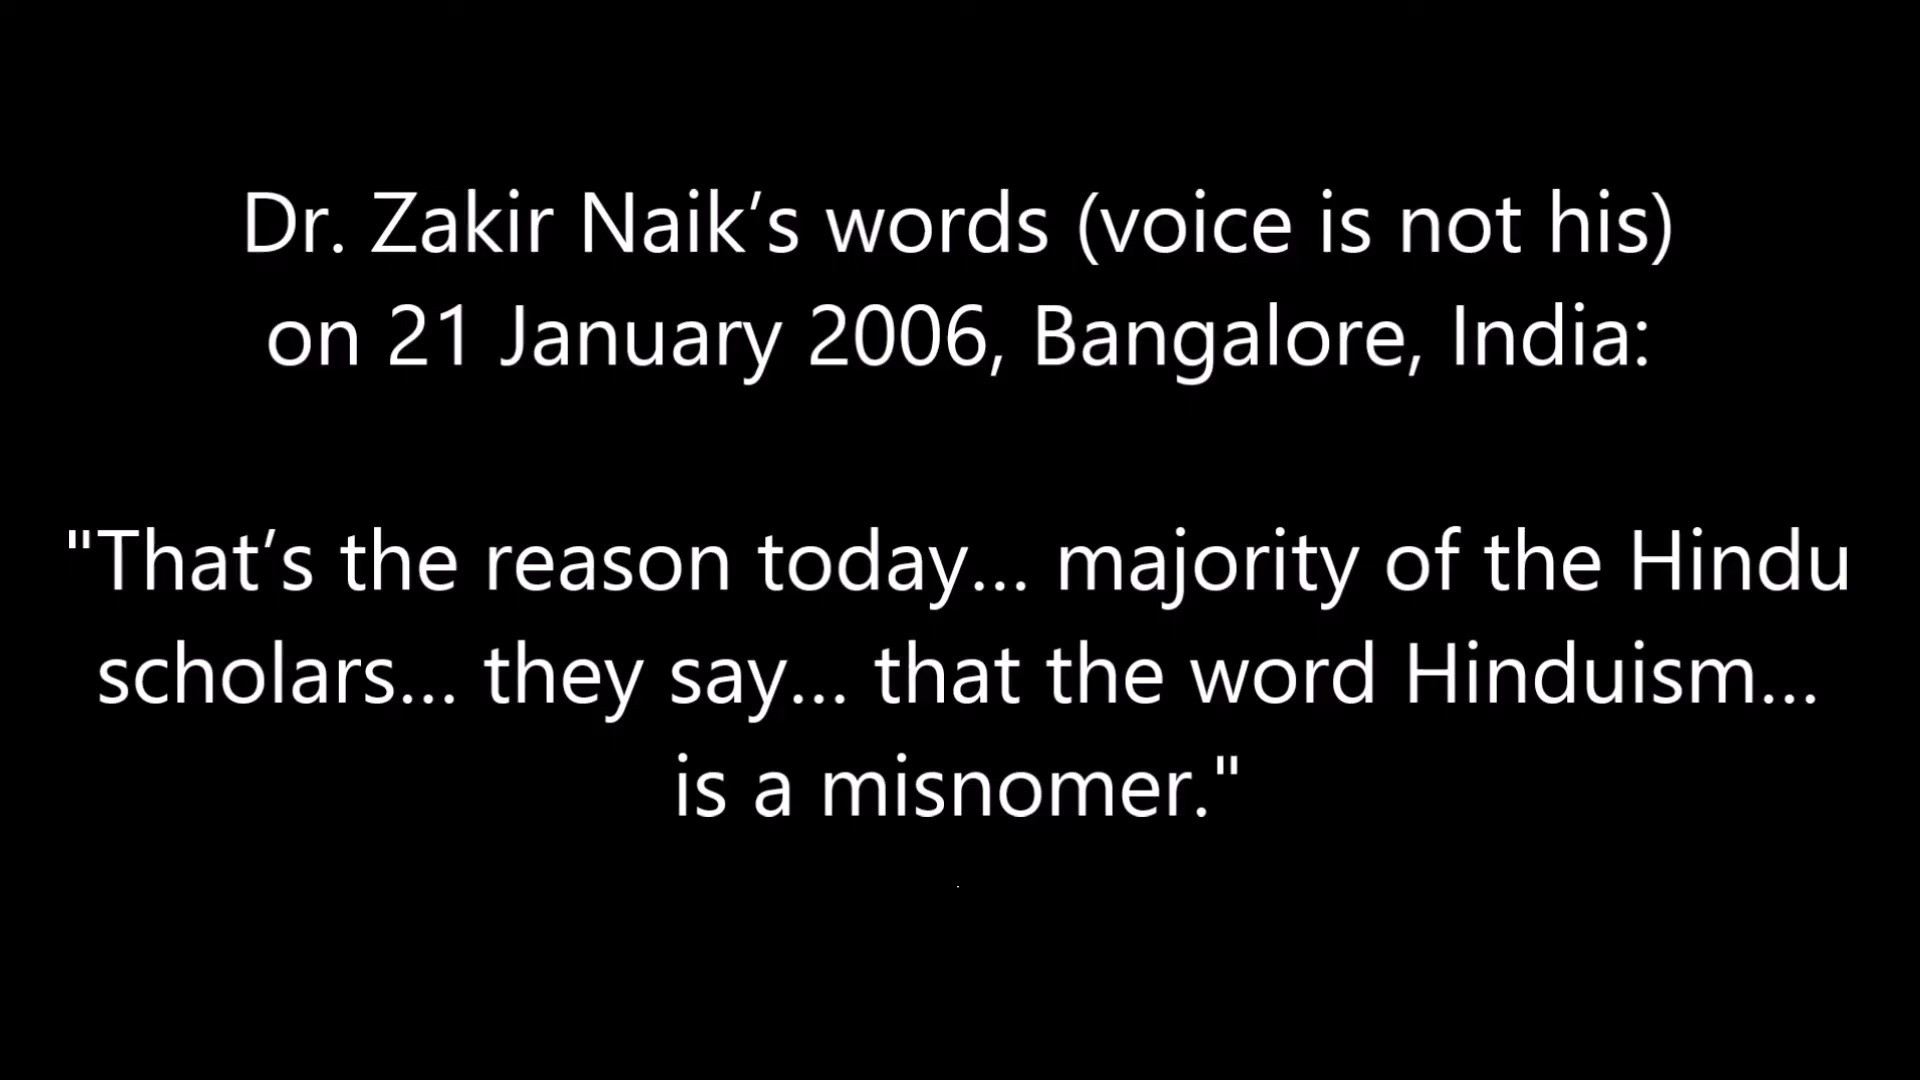 Dr. Zakir Naik’s words (voice is not his)
on 21 January 2006, Bangalore, India:
"That’s the reason today… majority of the Hindu
scholars… they say… that the word Hinduism…
is a misnomer."
.